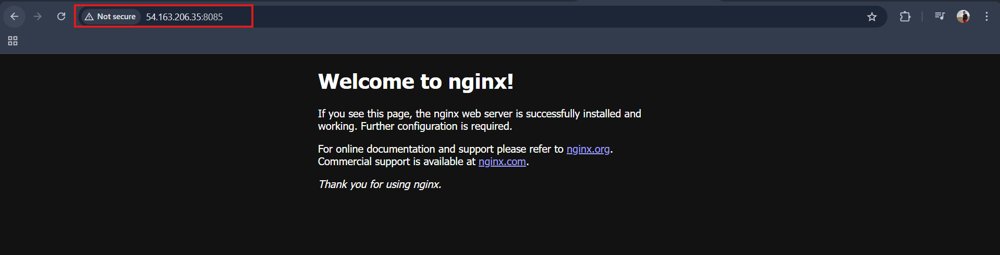 Not secure 54.163.206.35:8085
Welcome to nginx!
If you see this page, the nginx web server is successfully installed and
working. Further configuration is required.
For online documentation and support please refer to nginx.org.
Commercial support is available at nginx.com.
Thank you for using nginx.